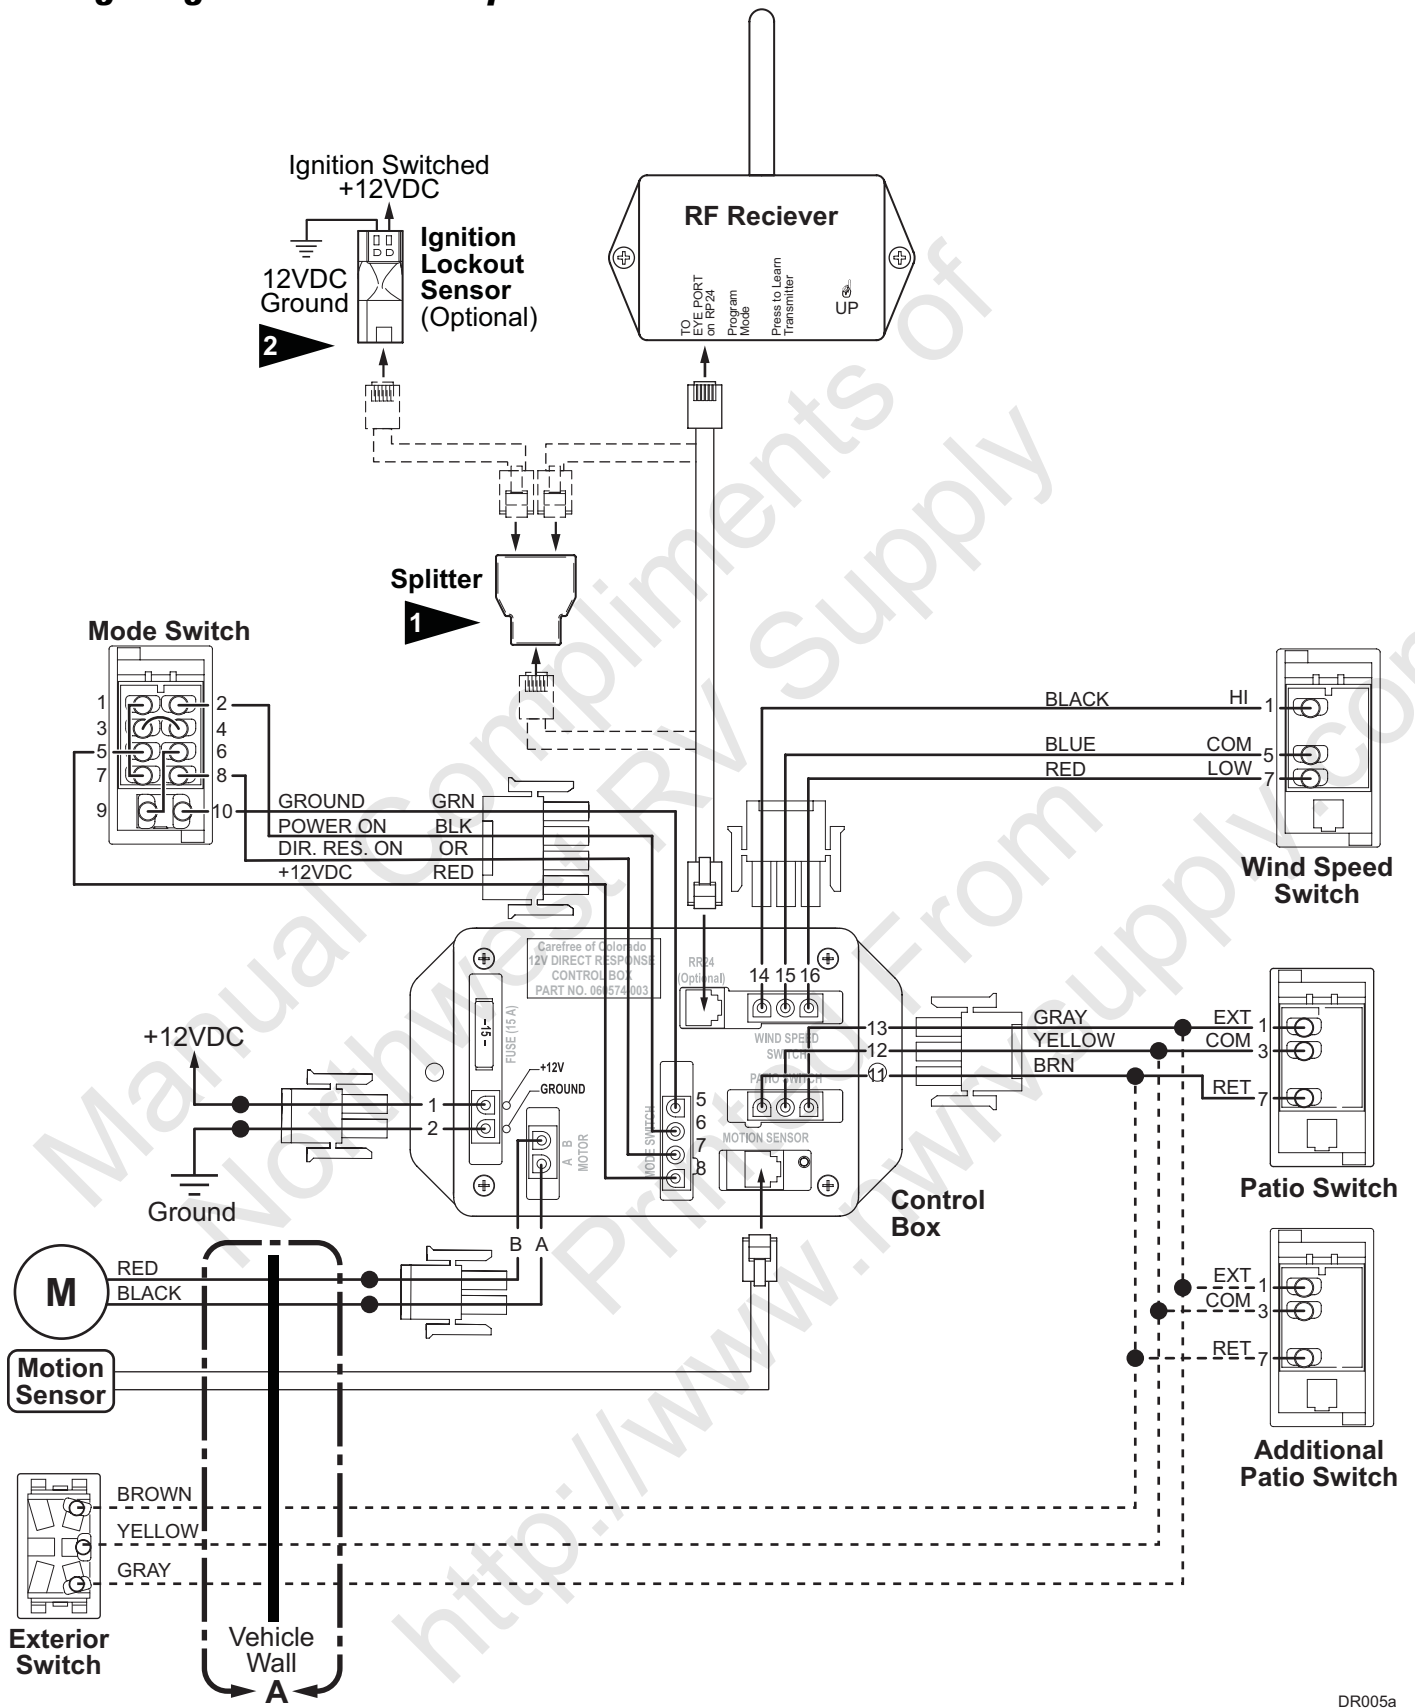 Ignition Switched
+12VDC
12VDC
Ground
Ignition
Lockout
Sensor
(Optional)
2
RF Reciever
TO
EYE PORT
on RP24
Program
Mode
Press to Learn
Transmitter
UP
Splitter
1
Mode Switch
1 2
3 4
5 6
7 8
9 10
GROUND GRN
POWER ON BLK
DIR. RES. ON OR
+12VDC RED
BLACK HI 1
BLUE COM 5
RED LOW 7
Wind Speed
Switch
Carefree of Colorado
12V DIRECT RESPONSE
CONTROL BOX
PART NO. 060574-003
RR24
(Optional)
14 15 16
WIND SPEED
SWITCH
-15-
FUSE (15 A)
+12V
GROUND
13
12
11
PATIO SWITCH
GRAY EXT 1
YELLOW COM 3
BRN RET 7
Patio Switch
+12VDC
1
2
Ground
A B
MOTOR
MODE SWITCH
5
6
7
8
MOTION SENSOR
Control
Box
B A
M
RED
BLACK
Motion
Sensor
EXT 1
COM 3
RET 7
Additional
Patio Switch
BROWN
YELLOW
GRAY
Exterior
Switch
Vehicle
Wall
A
DR005a
Manual Compliments of
Northwest RV Supply
Printed From
http://www.nwrvsupply.com